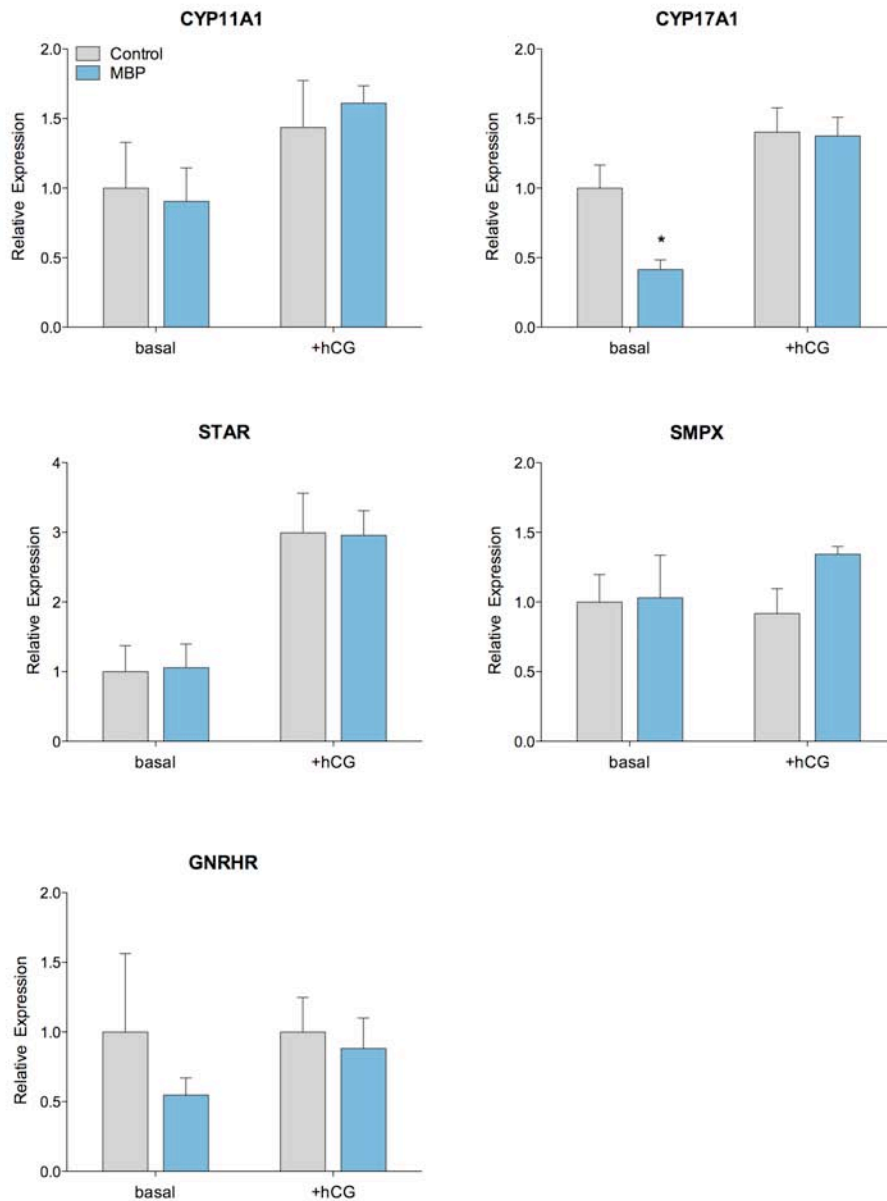 CYP11A1
Control
MBP
Relative Expression
2.0
1.5
1.0
0.5
0.0
basal
+hCG
CYP17A1
Relative Expression
2.0
1.5
1.0
0.5
0.0
*
basal
+hCG
STAR
Relative Expression
4
3
2
1
0
basal
+hCG
SMPX
Relative Expression
2.0
1.5
1.0
0.5
0.0
basal
+hCG
GNRHR
Relative Expression
2.0
1.5
1.0
0.5
0.0
basal
+hCG